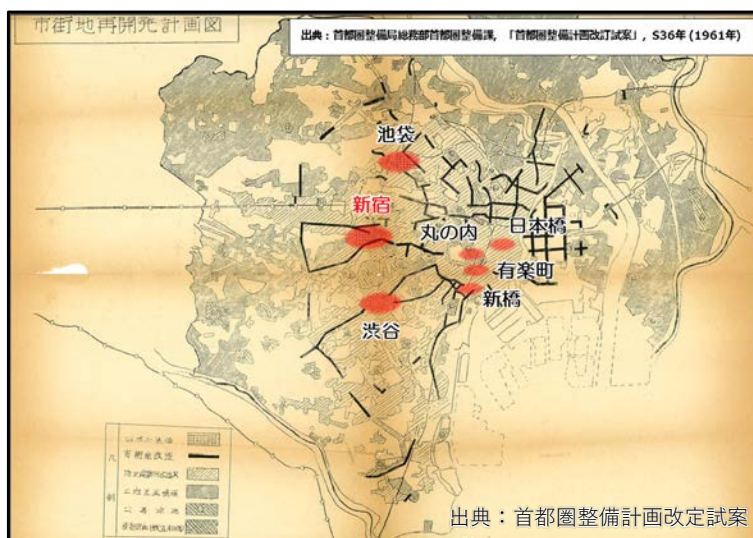 市街地再開発計画図
出典：首都圏整備局総務部首都圏整備課，「首都圏整備計画改訂試案」，S36年 (1961年)
池袋
新宿
日本橋
丸の内
有楽町
新橋
渋谷
凡例
出典：首都圏整備計画改定試案